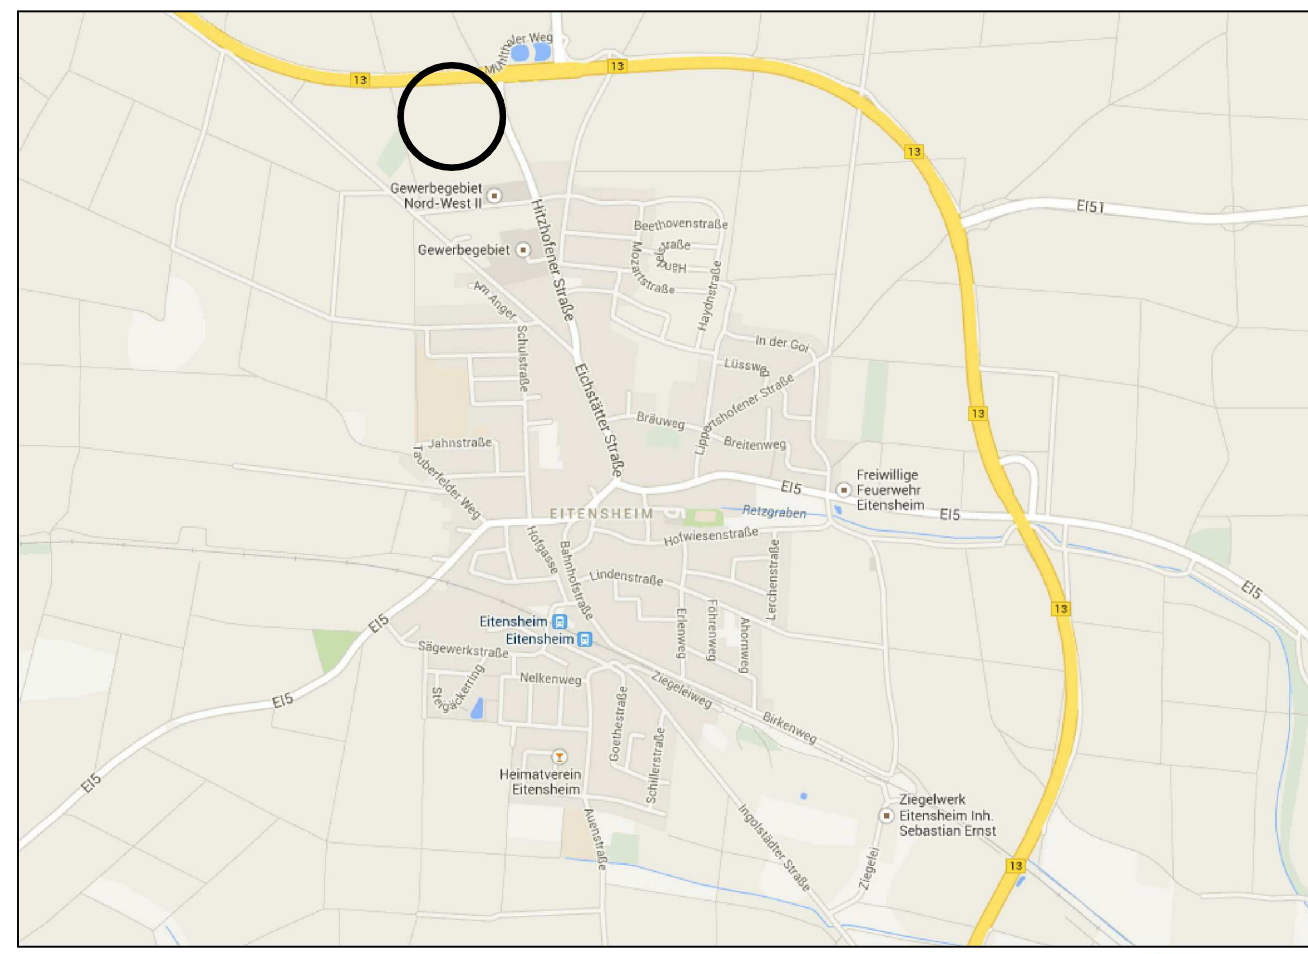 Mühlthaler Weg
13
13
13
EI51
Gewerbegebiet
Nord-West II
Hitzhofener Straße
Beethovenstraße
Gewerbegebiet
Mozartstraße
Haydnstraße
Am Anger
Schulstraße
In der Goi
Lüssweg
Eichstätter Straße
Lippertshofener Straße
13
Bräuweg
Breitenweg
Jahnstraße
Tauberfelder Weg
Freiwillige
Feuerwehr
Eitensheim
EI5
EI5
EITENSHEIM
Retzgraben
Hofwiesenstraße
Hofgasse
Bahnhofstraße
Lindenstraße
Lerchenstraße
EI5
13
Erlenweg
Föhrenweg
Ahornweg
EI5
Eitensheim
Eitensheim
Sägewerkstraße
Steigäckerring
Nelkenweg
Ziegeleiweg
Goethestraße
Birkenweg
EI5
Schillerstraße
Heimatverein
Eitensheim
EI5
Ziegelwerk
Eitensheim Inh.
Sebastian Ernst
Auenstraße
Ingolstädter Straße
Ziegelei
13